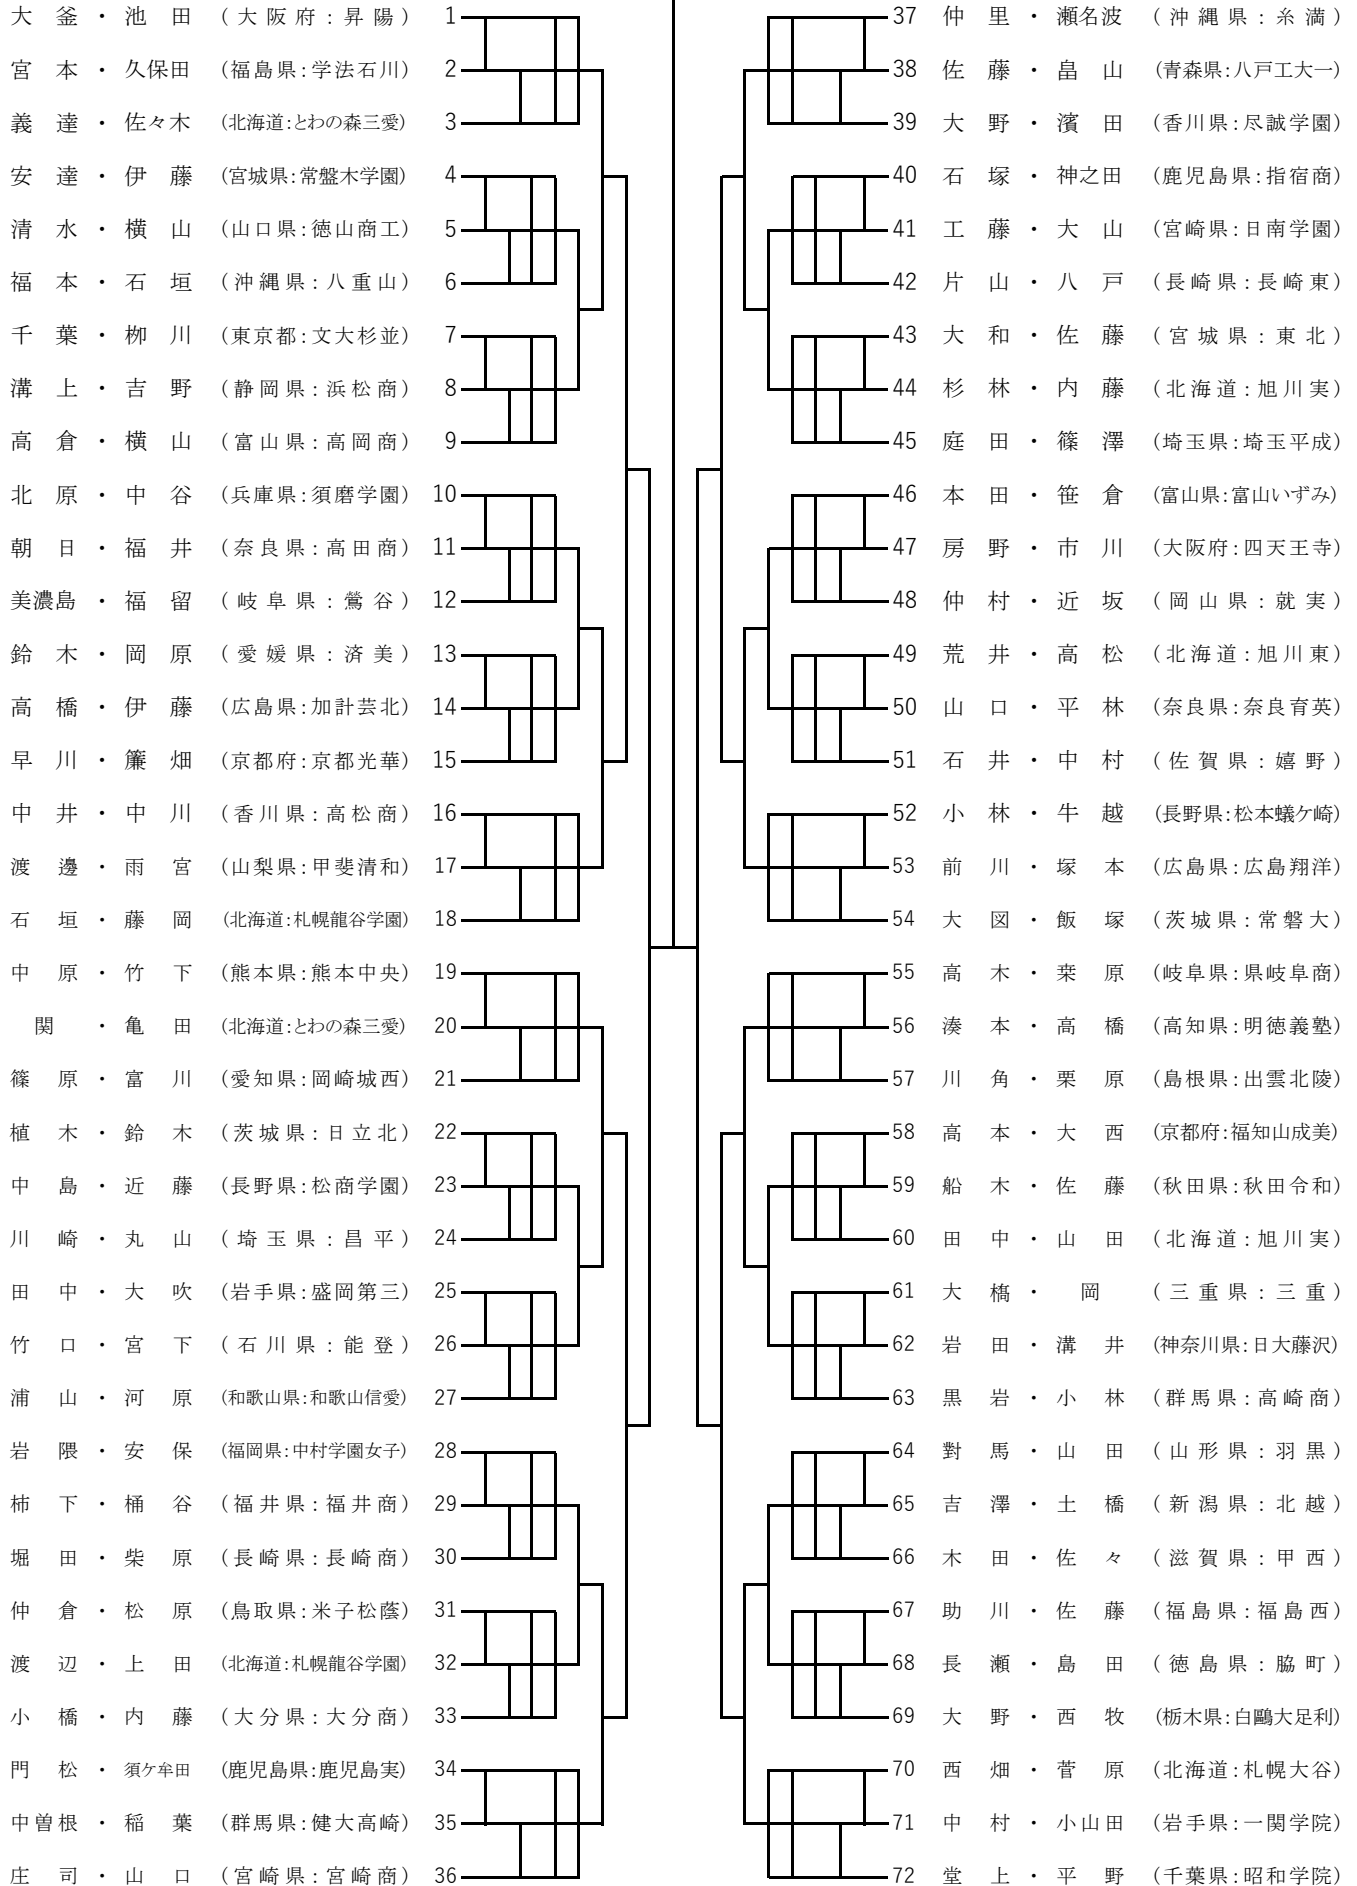 大釜・池田 (大阪府:昇陽) 1
宮本・久保田 (福島県:学法石川) 2
義達・佐々木 (北海道:とわの森三愛) 3
安達・伊藤 (宮城県:常盤木学園) 4
清水・横山 (山口県:徳山商工) 5
福本・石垣 (沖縄県:八重山) 6
千葉・栁川 (東京都:文大杉並) 7
溝上・吉野 (静岡県:浜松商) 8
高倉・横山 (富山県:高岡商) 9
北原・中谷 (兵庫県:須磨学園) 10
朝日・福井 (奈良県:高田商) 11
美濃島・福留 (岐阜県:鶯谷) 12
鈴木・岡原 (愛媛県:済美) 13
高橋・伊藤 (広島県:加計芸北) 14
早川・簾畑 (京都府:京都光華) 15
中井・中川 (香川県:高松商) 16
渡邊・雨宮 (山梨県:甲斐清和) 17
石垣・藤岡 (北海道:札幌龍谷学園) 18
中原・竹下 (熊本県:熊本中央) 19
関・亀田 (北海道:とわの森三愛) 20
篠原・富川 (愛知県:岡崎城西) 21
植木・鈴木 (茨城県:日立北) 22
中島・近藤 (長野県:松商学園) 23
川崎・丸山 (埼玉県:昌平) 24
田中・大吹 (岩手県:盛岡第三) 25
竹口・宮下 (石川県:能登) 26
浦山・河原 (和歌山県:和歌山信愛) 27
岩隈・安保 (福岡県:中村学園女子) 28
柿下・桶谷 (福井県:福井商) 29
堀田・柴原 (長崎県:長崎商) 30
仲倉・松原 (鳥取県:米子松蔭) 31
渡辺・上田 (北海道:札幌龍谷学園) 32
小橋・内藤 (大分県:大分商) 33
門松・須ケ牟田 (鹿児島県:鹿児島実) 34
中曽根・稲葉 (群馬県:健大高崎) 35
庄司・山口 (宮崎県:宮崎商) 36
37 仲里・瀬名波 (沖縄県:糸満)
38 佐藤・畠山 (青森県:八戸工大一)
39 大野・濱田 (香川県:尽誠学園)
40 石塚・神之田 (鹿児島県:指宿商)
41 工藤・大山 (宮崎県:日南学園)
42 片山・八戸 (長崎県:長崎東)
43 大和・佐藤 (宮城県:東北)
44 杉林・内藤 (北海道:旭川実)
45 庭田・篠澤 (埼玉県:埼玉平成)
46 本田・笹倉 (富山県:富山いずみ)
47 房野・市川 (大阪府:四天王寺)
48 仲村・近坂 (岡山県:就実)
49 荒井・高松 (北海道:旭川東)
50 山口・平林 (奈良県:奈良育英)
51 石井・中村 (佐賀県:嬉野)
52 小林・牛越 (長野県:松本蟻ケ崎)
53 前川・塚本 (広島県:広島翔洋)
54 大図・飯塚 (茨城県:常磐大)
55 高木・桒原 (岐阜県:県岐阜商)
56 湊本・高橋 (高知県:明徳義塾)
57 川角・栗原 (島根県:出雲北陵)
58 高本・大西 (京都府:福知山成美)
59 船木・佐藤 (秋田県:秋田令和)
60 田中・山田 (北海道:旭川実)
61 大橋・岡 (三重県:三重)
62 岩田・溝井 (神奈川県:日大藤沢)
63 黒岩・小林 (群馬県:高崎商)
64 對馬・山田 (山形県:羽黒)
65 吉澤・土橋 (新潟県:北越)
66 木田・佐々 (滋賀県:甲西)
67 助川・佐藤 (福島県:福島西)
68 長瀬・島田 (徳島県:脇町)
69 大野・西牧 (栃木県:白鷗大足利)
70 西畑・菅原 (北海道:札幌大谷)
71 中村・小山田 (岩手県:一関学院)
72 堂上・平野 (千葉県:昭和学院)